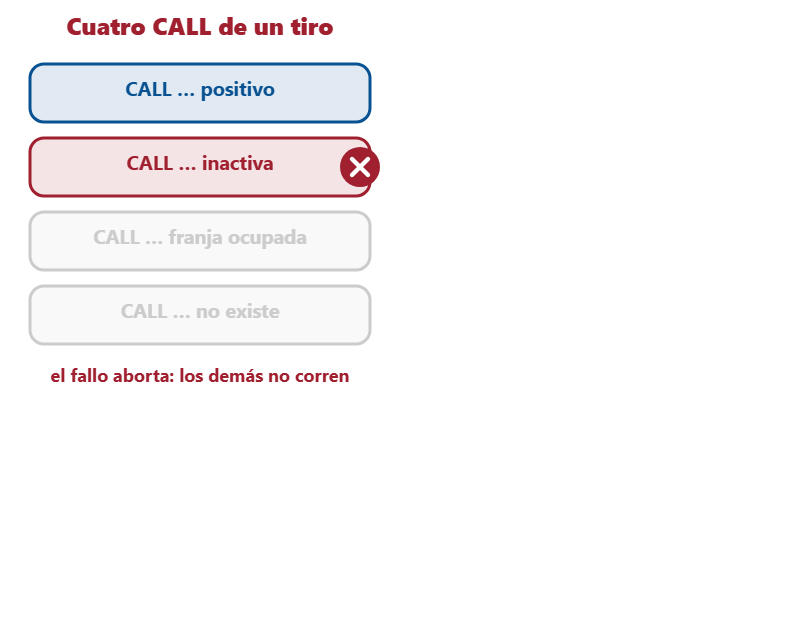 Cuatro CALL de un tiro
CALL ... positivo
CALL ... inactiva
CALL ... franja ocupada
CALL ... no existe
el fallo aborta: los demás no corren